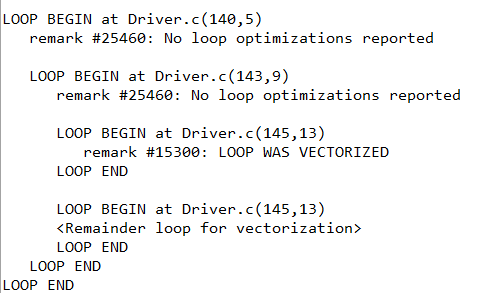 LOOP BEGIN at Driver.c(140,5)
remark #25460: No loop optimizations reported
LOOP BEGIN at Driver.c(143,9)
remark #25460: No loop optimizations reported
LOOP BEGIN at Driver.c(145,13)
remark #15300: LOOP WAS VECTORIZED
LOOP END
LOOP BEGIN at Driver.c(145,13)
<Remainder loop for vectorization>
LOOP END
LOOP END
LOOP END